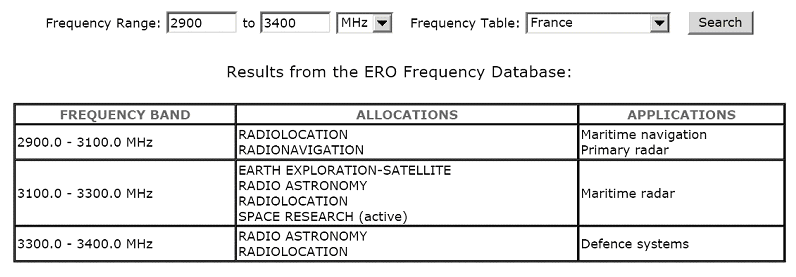 Frequency Range: 2900 to 3400 MHz Frequency Table: France Search
Results from the ERO Frequency Database:
FREQUENCY BAND ALLOCATIONS APPLICATIONS
2900.0 - 3100.0 MHz
RADIOLOCATION
RADIONAVIGATION
Maritime navigation
Primary radar
3100.0 - 3300.0 MHz
EARTH EXPLORATION-SATELLITE
RADIO ASTRONOMY
RADIOLOCATION
SPACE RESEARCH (active)
Maritime radar
3300.0 - 3400.0 MHz
RADIO ASTRONOMY
RADIOLOCATION
Defence systems